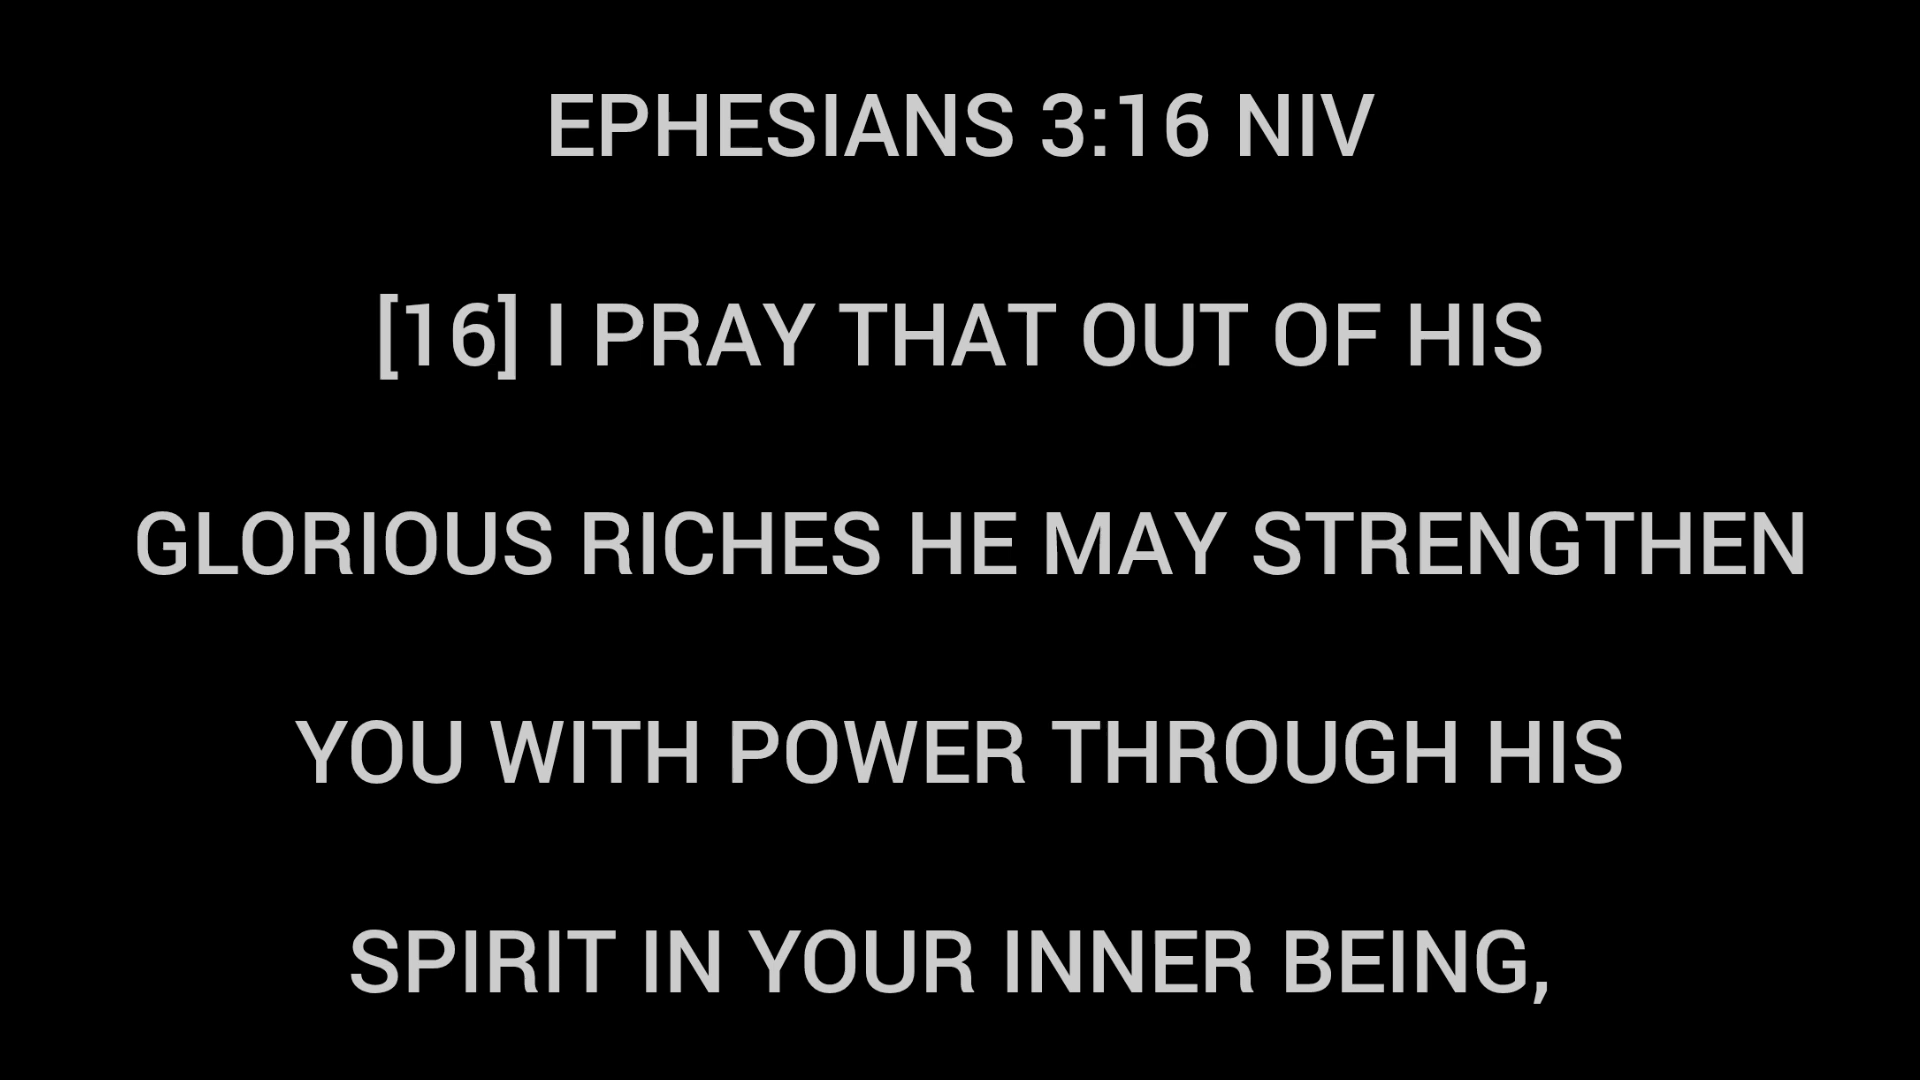 EPHESIANS 3:16 NIV
[16] I PRAY THAT OUT OF HIS
GLORIOUS RICHES HE MAY STRENGTHEN
YOU WITH POWER THROUGH HIS
SPIRIT IN YOUR INNER BEING,